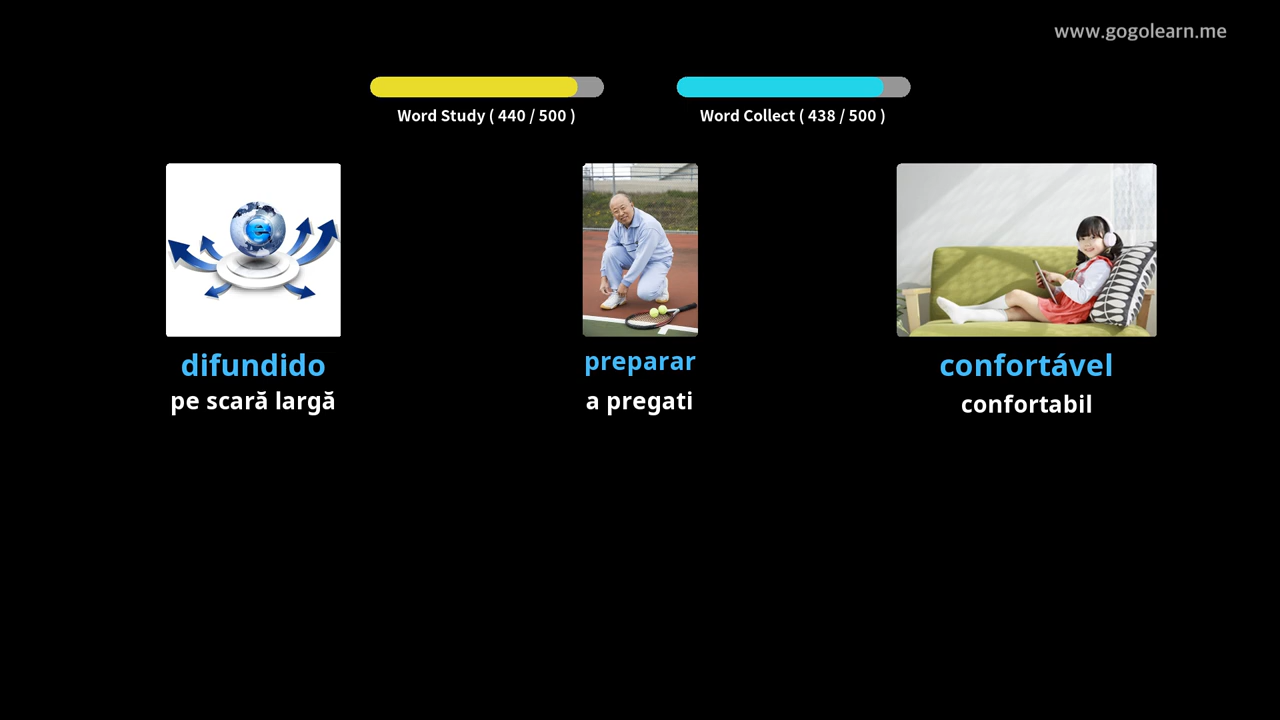 www.gogolearn.me
Word Study ( 440 / 500 )
Word Collect ( 438 / 500 )
e
difundido
preparar
confortável
pe scară largă
a pregati
confortabil